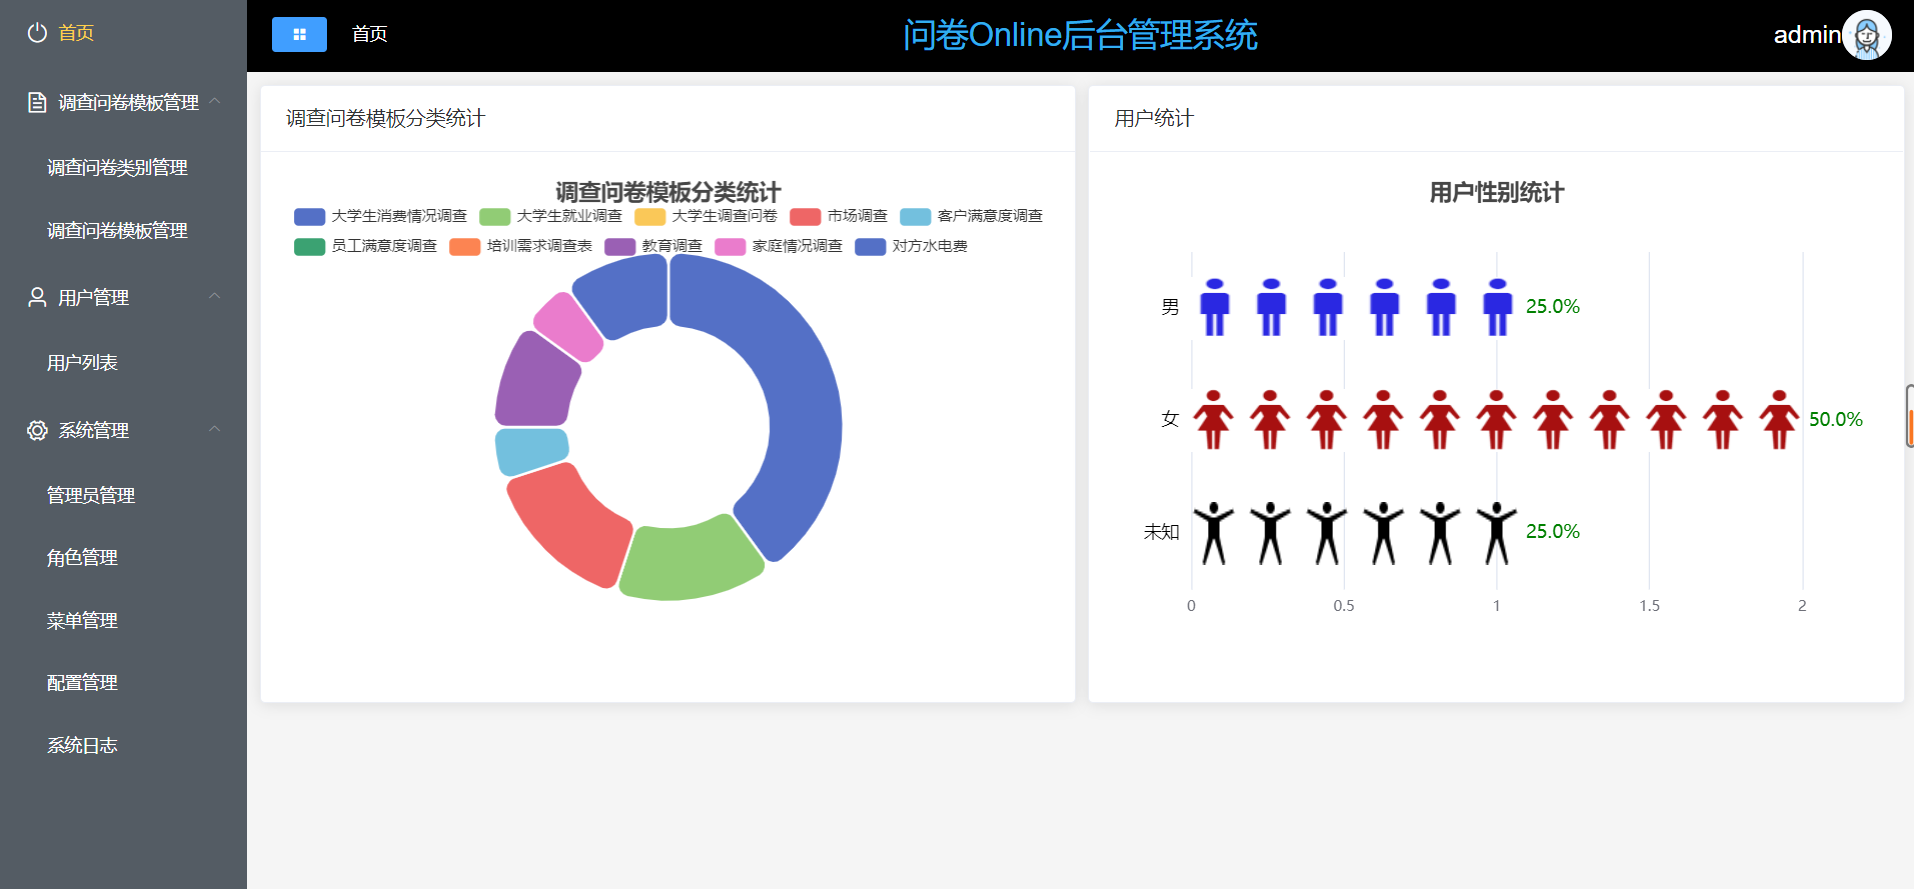 首页
调查问卷模板管理
调查问卷类别管理
调查问卷模板管理
用户管理
用户列表
系统管理
管理员管理
角色管理
菜单管理
配置管理
系统日志
首页
问卷Online后台管理系统
admin
调查问卷模板分类统计
调查问卷模板分类统计
大学生消费情况调查 大学生就业调查 大学生调查问卷 市场调查 客户满意度调查
员工满意度调查 培训需求调查表 教育调查 家庭情况调查 对方水电费
用户统计
用户性别统计
男 25.0%
女 50.0%
未知 25.0%
0 0.5 1 1.5 2